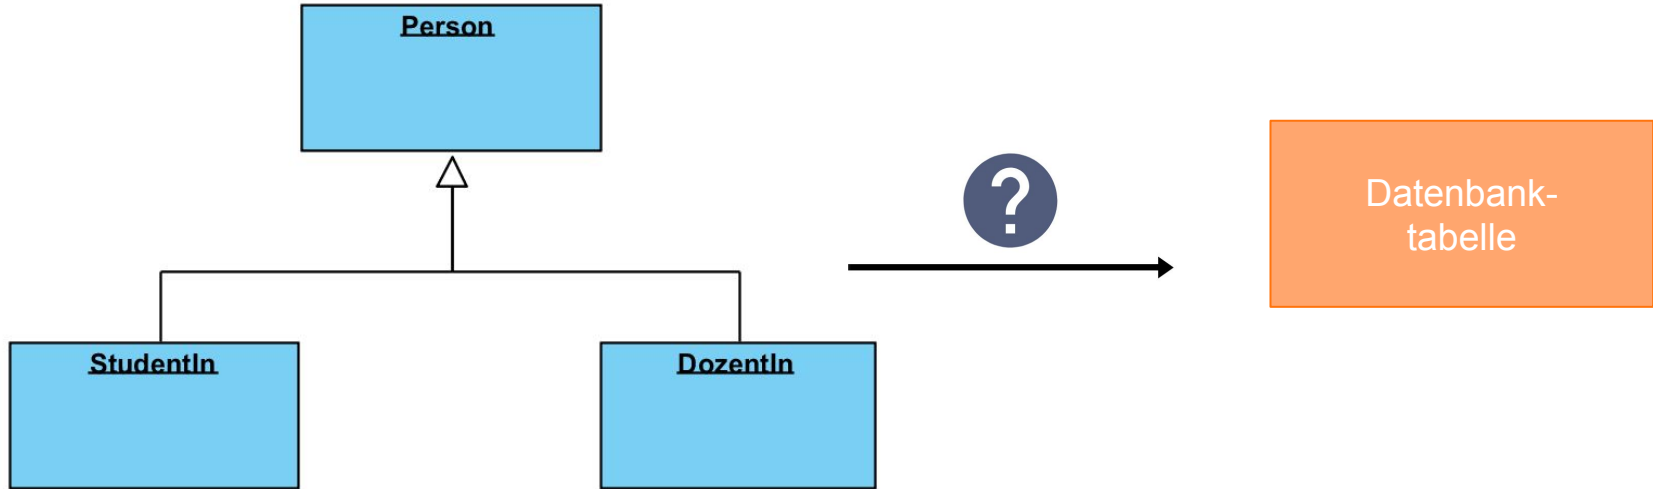 Person
?
Datenbank-
tabelle
StudentIn
DozentIn